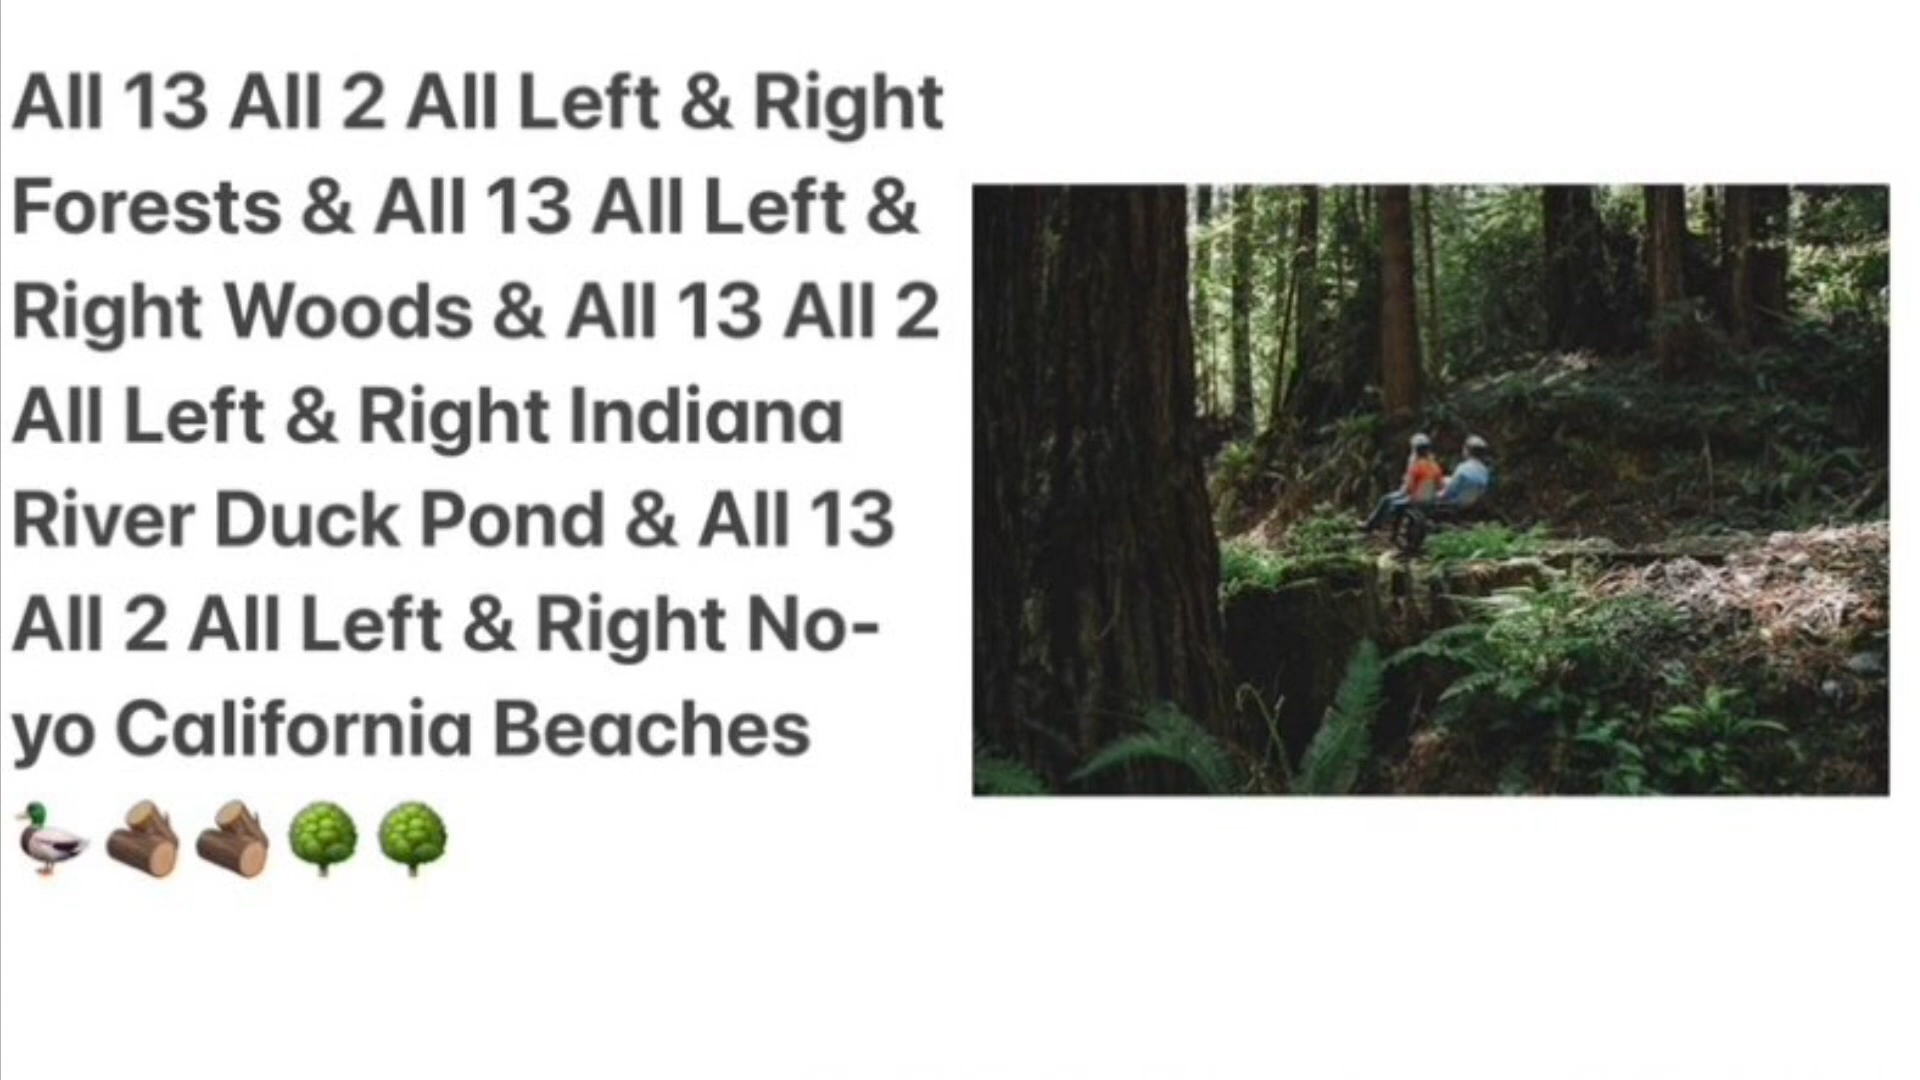 All 13 All 2 All Left & Right
Forests & All 13 All Left &
Right Woods & All 13 All 2
All Left & Right Indiana
River Duck Pond & All 13
All 2 All Left & Right No-
yo California Beaches
🦆🪵🪵🌳🌳